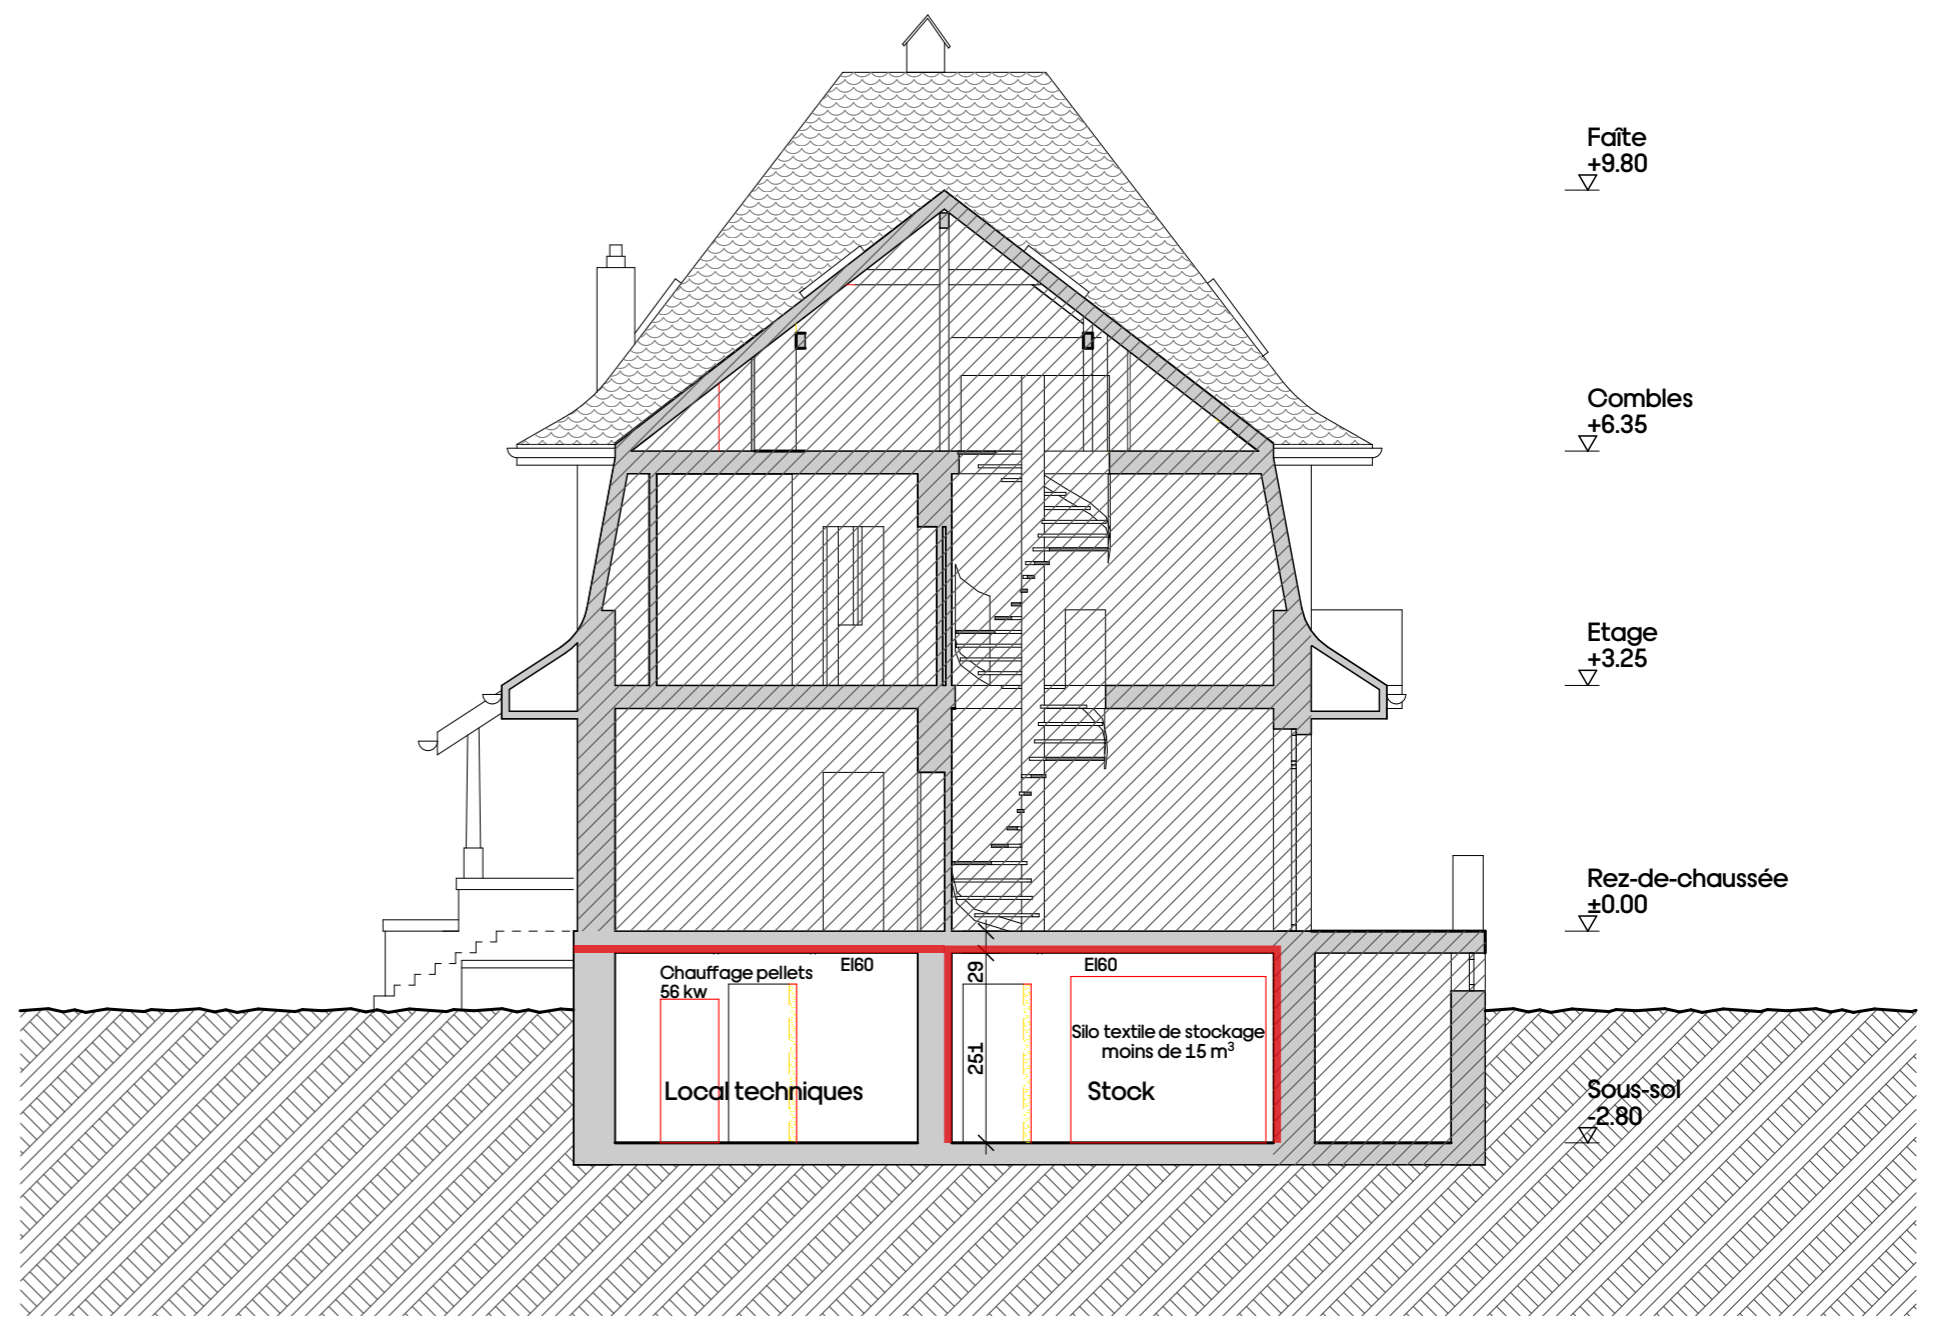 Faîte
+9.80
Combles
+6.35
Etage
+3.25
Rez-de-chaussée
±0.00
EI60
EI60
Chauffage pellets
56 kw
29
Silo textile de stockage
moins de 15 m³
251
Local techniques
Stock
Sous-sol
-2.80